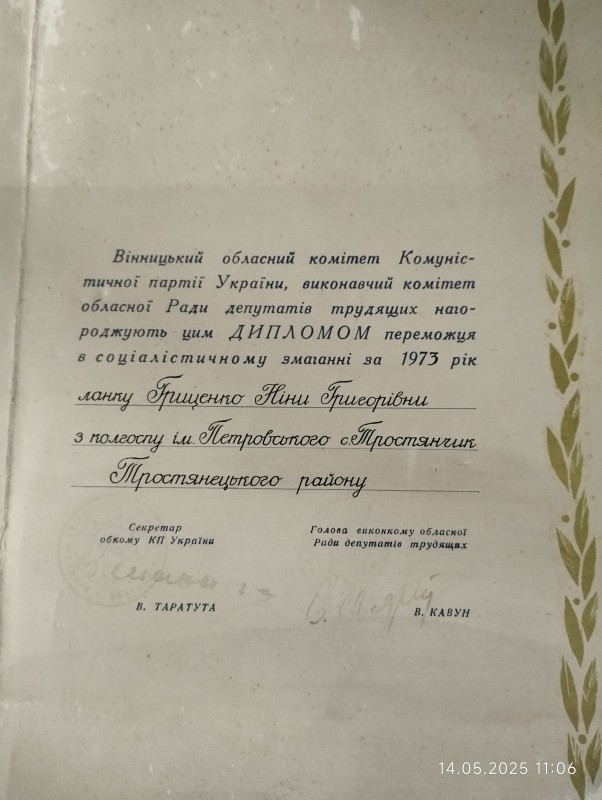 Вінницький обласний комітет Комуніс-
тичної партії України, виконавчий комітет
обласної Ради депутатів трудящих наго-
роджують цим ДИПЛОМОМ переможця
в соціалістичному змаганні за 1973 рік
ланку Грищенко Ніни Григорівни
з колгоспу ім. Петровського с. Тростянчик
Тростянецького району
Секретар
обкому КП України
Голова виконкому обласної
Ради депутатів трудящих
В. ТАРАТУТА
В. КАВУН
14.05.2025 11:06